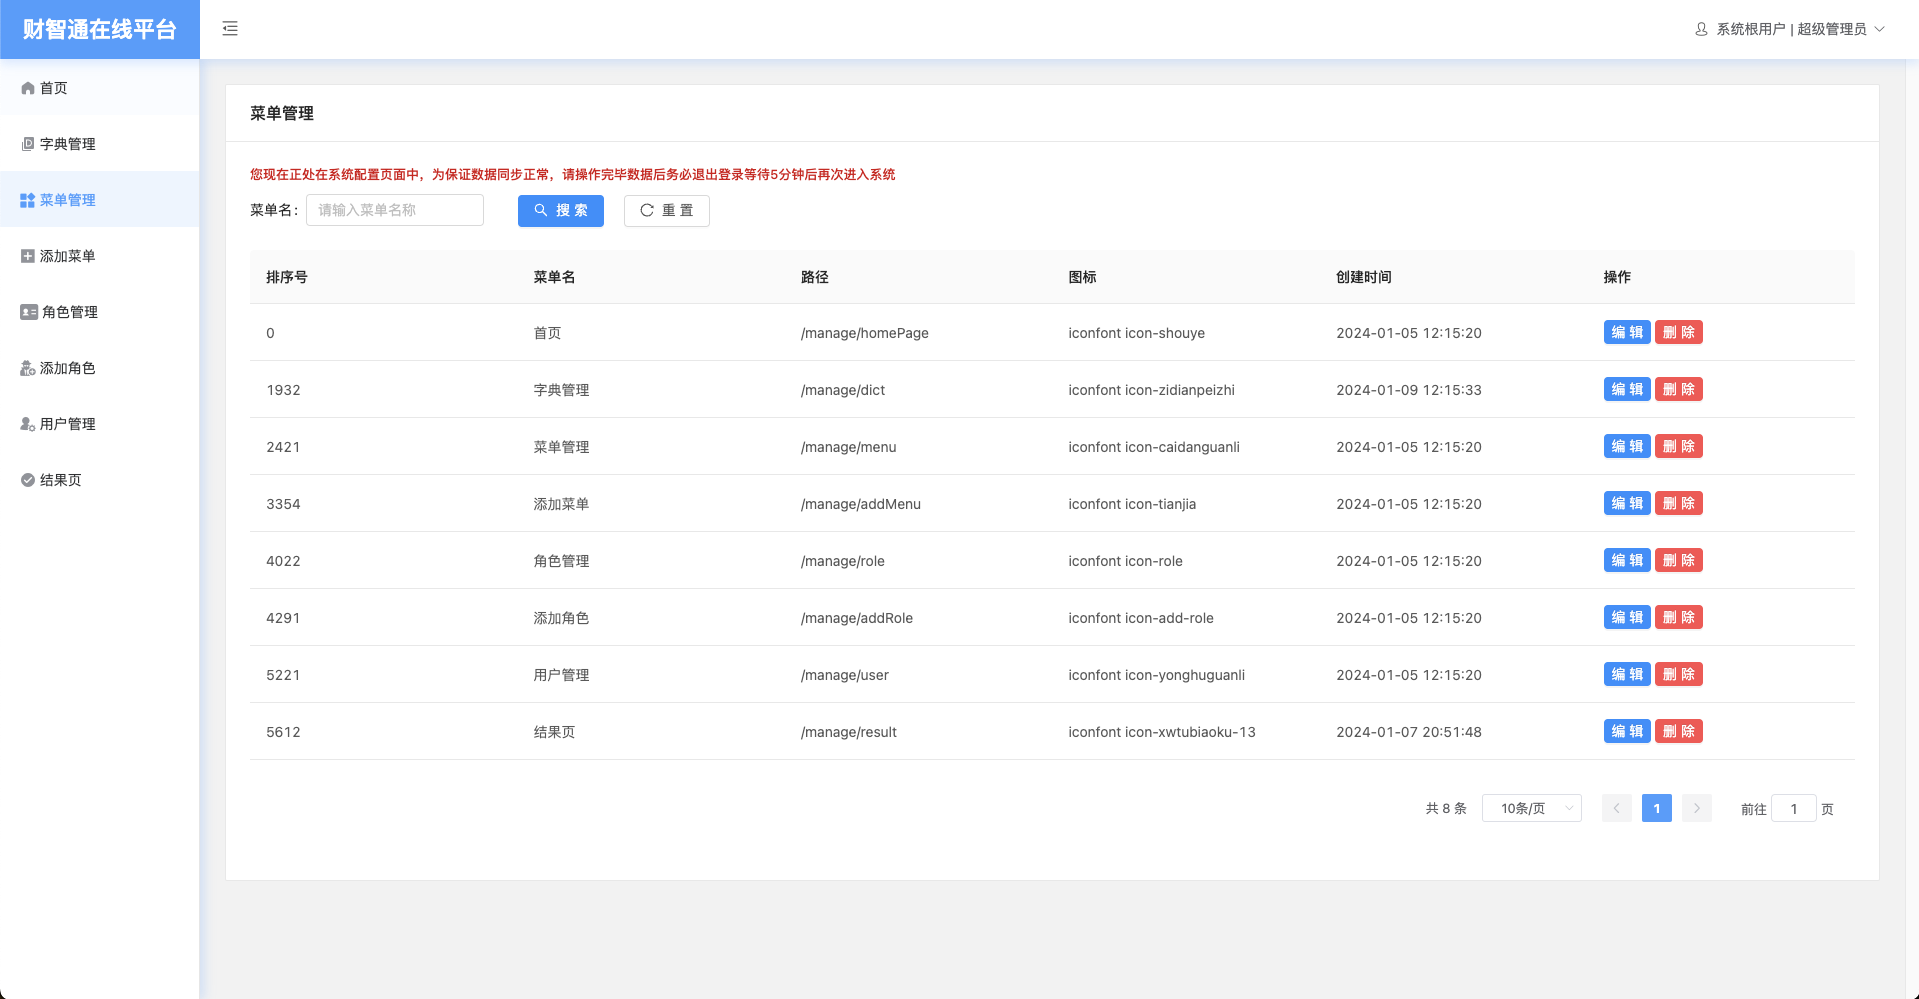 财智通在线平台
系统根用户 | 超级管理员
首页
字典管理
菜单管理
添加菜单
角色管理
添加角色
用户管理
结果页
菜单管理
您现在正处在系统配置页面中，为保证数据同步正常，请操作完毕数据后务必退出登录等待5分钟后再次进入系统
菜单名： 请输入菜单名称 搜 索 重 置
排序号 菜单名 路径 图标 创建时间 操作
0 首页 /manage/homePage iconfont icon-shouye 2024-01-05 12:15:20 编 辑 删 除
1932 字典管理 /manage/dict iconfont icon-zidianpeizhi 2024-01-09 12:15:33 编 辑 删 除
2421 菜单管理 /manage/menu iconfont icon-caidanguanli 2024-01-05 12:15:20 编 辑 删 除
3354 添加菜单 /manage/addMenu iconfont icon-tianjia 2024-01-05 12:15:20 编 辑 删 除
4022 角色管理 /manage/role iconfont icon-role 2024-01-05 12:15:20 编 辑 删 除
4291 添加角色 /manage/addRole iconfont icon-add-role 2024-01-05 12:15:20 编 辑 删 除
5221 用户管理 /manage/user iconfont icon-yonghuguanli 2024-01-05 12:15:20 编 辑 删 除
5612 结果页 /manage/result iconfont icon-xwtubiaoku-13 2024-01-07 20:51:48 编 辑 删 除
共 8 条 10条/页 1 前往 1 页